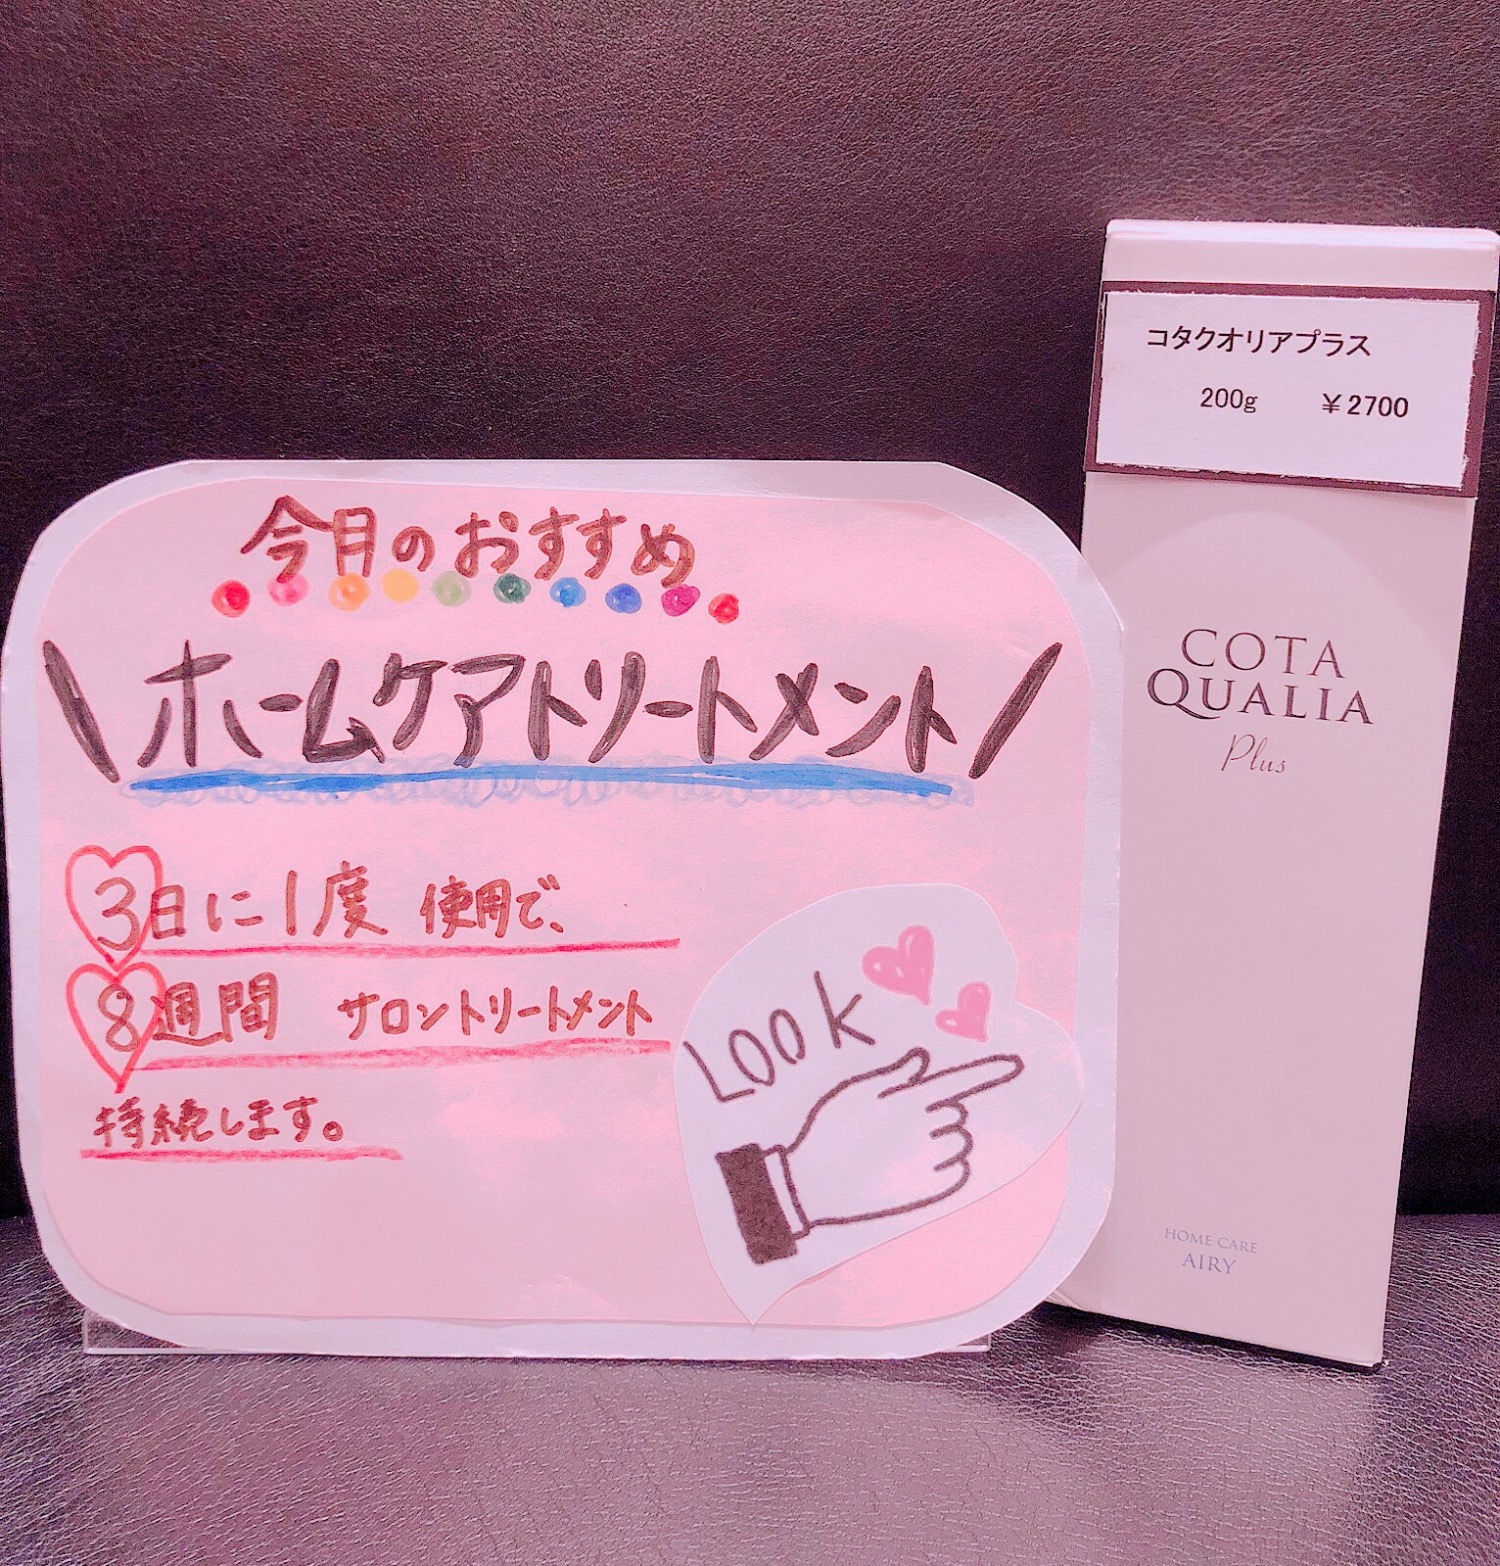 今月のおすすめ
\ホームケアトリートメント/
3日に1度 使用で、
8週間 サロントリートメント
持続します。
LOOK
コタクオリアプラス
200g ￥2700
COTA
QUALIA
Plus
HOME CARE
AIRY